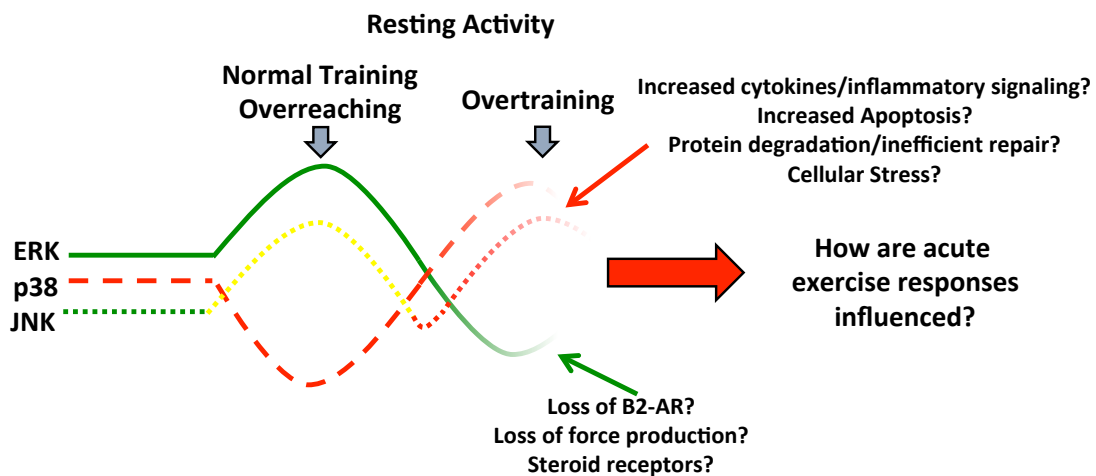 Resting Activity
Normal Training
Overreaching
Overtraining
Increased cytokines/inflammatory signaling?
Increased Apoptosis?
Protein degradation/inefficient repair?
Cellular Stress?
ERK
p38
JNK
How are acute
exercise responses
influenced?
Loss of B2-AR?
Loss of force production?
Steroid receptors?